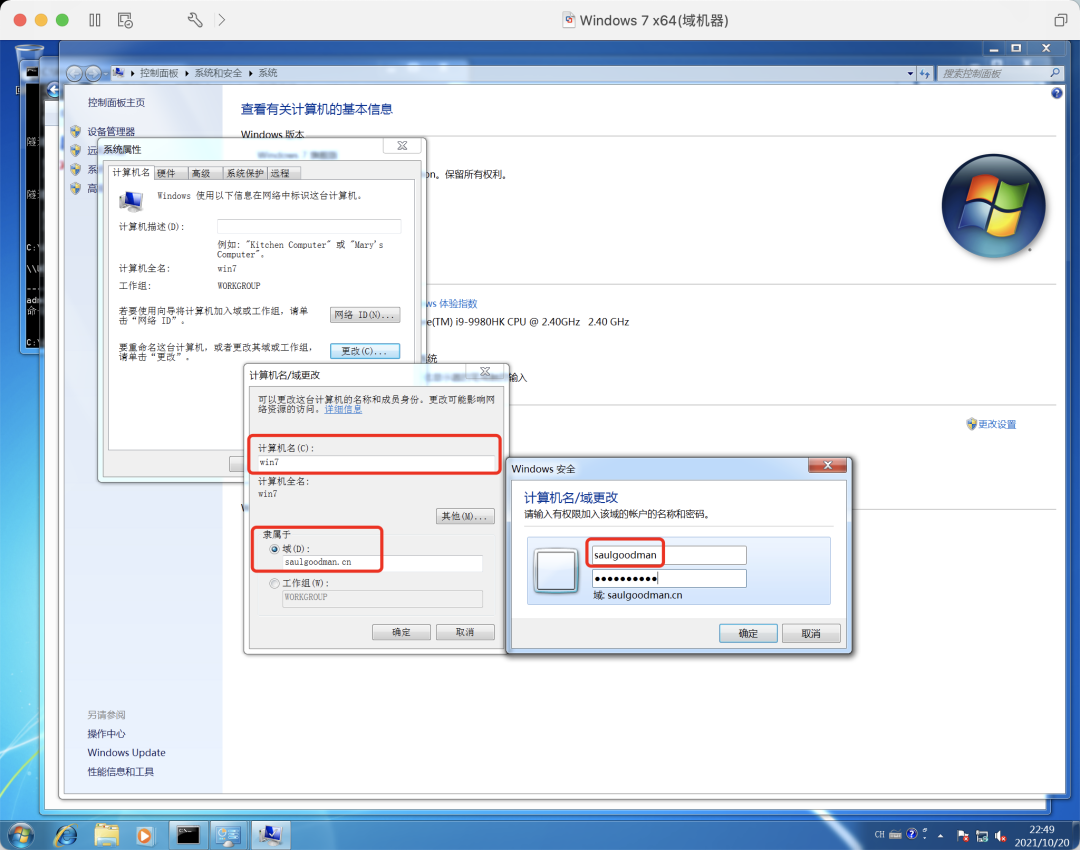 Windows 7 x64(域机器)
控制面板 ▸ 系统和安全 ▸ 系统
搜索控制面板
控制面板主页
设备管理器
远
系
高
查看有关计算机的基本信息
Windows 版本
on。保留所有权利。
ws 体验指数
e(TM) i9-9980HK CPU @ 2.40GHz 2.40 GHz
统
输入
更改设置
另请参阅
操作中心
Windows Update
性能信息和工具
系统属性
计算机名 硬件 高级 系统保护 远程
Windows 使用以下信息在网络中标识这台计算机。
计算机描述(D):
例如: "Kitchen Computer" 或 "Mary's
Computer"。
计算机全名:
win7
工作组:
WORKGROUP
若要使用向导将计算机加入域或工作组，请单
击“网络 ID”。
网络 ID(N)...
要重命名这台计算机，或者更改其域或工作组，
请单击“更改”。
更改(C)...
计算机名/域更改
可以更改这台计算机的名称和成员身份。更改可能影响网
络资源的访问。详细信息
计算机名(C):
win7
计算机全名:
win7
其他(M)...
隶属于
域(D):
saulgoodman.cn
工作组(W):
WORKGROUP
确定 取消
Windows 安全
计算机名/域更改
请输入有权限加入该域的帐户的名称和密码。
saulgoodman
●●●●●●●●●●
域: saulgoodman.cn
确定 取消
隧
隧
C:\
adm
命
C:\
CH
22:49
2021/10/20